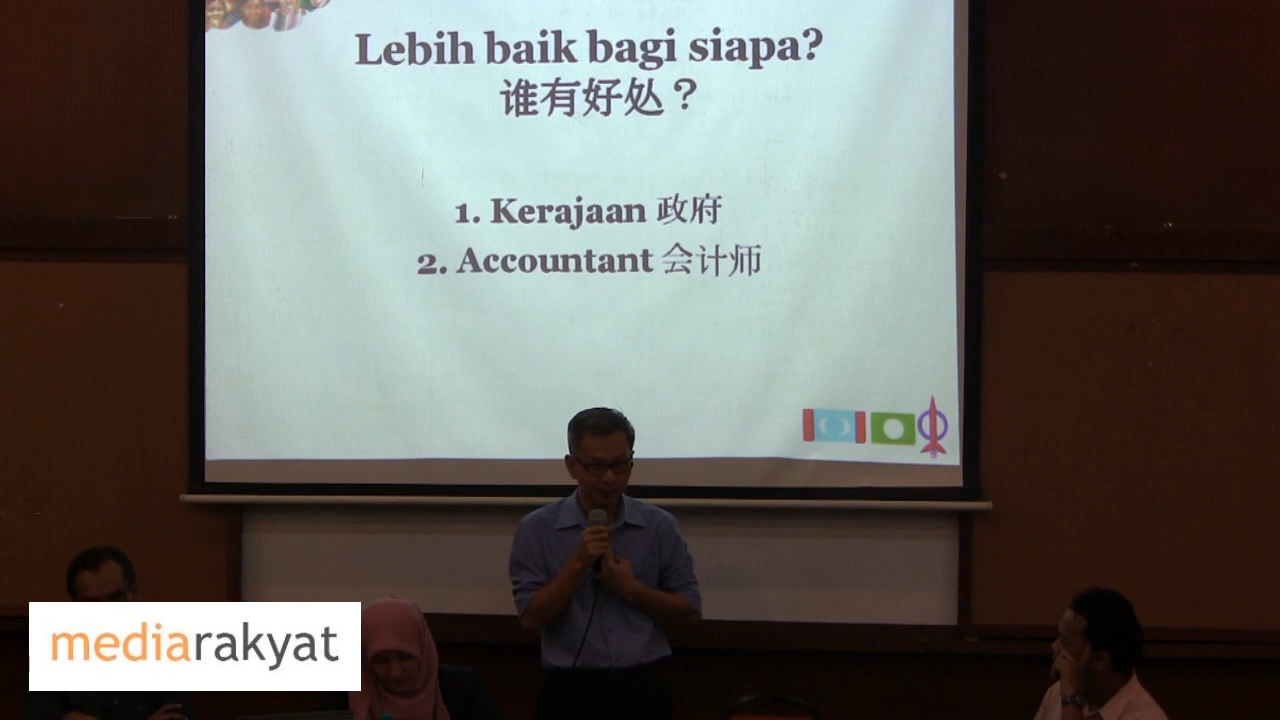 Lebih baik bagi siapa?
谁有好处？
1. Kerajaan 政府
2. Accountant 会计师
mediarakyat